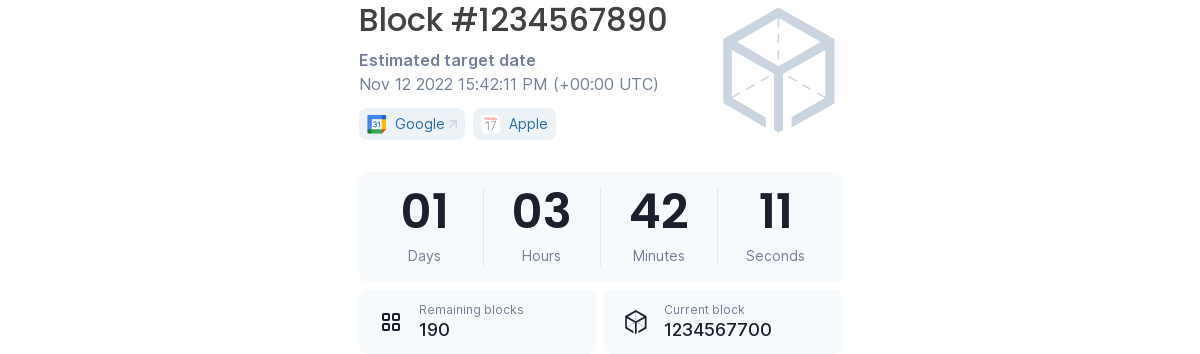 Block #1234567890
Estimated target date
Nov 12 2022 15:42:11 PM (+00:00 UTC)
31 Google
17 Apple
01 03 42 11
Days Hours Minutes Seconds
Remaining blocks Current block
190 1234567700